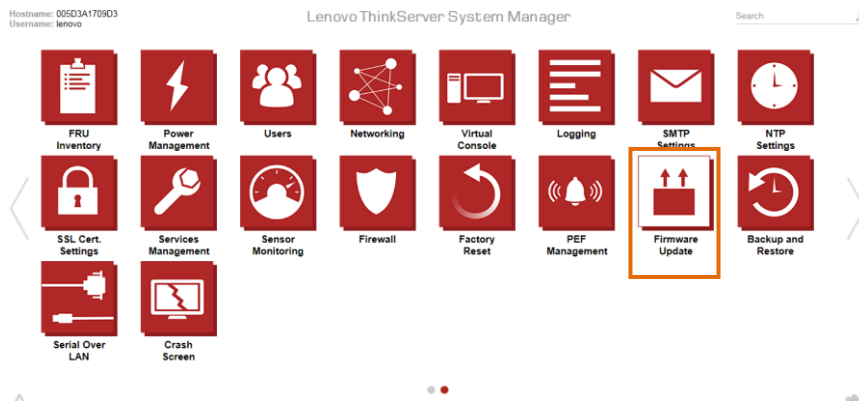 Hostname: 005D3A1709D3
Username: lenovo
Lenovo ThinkServer System Manager
Search
FRU
Inventory
Power
Management
Users
Networking
Virtual
Console
Logging
SMTP
Settings
NTP
Settings
SSL Cert.
Settings
Services
Management
Sensor
Monitoring
Firewall
Factory
Reset
PEF
Management
Firmware
Update
Backup and
Restore
Serial Over
LAN
Crash
Screen